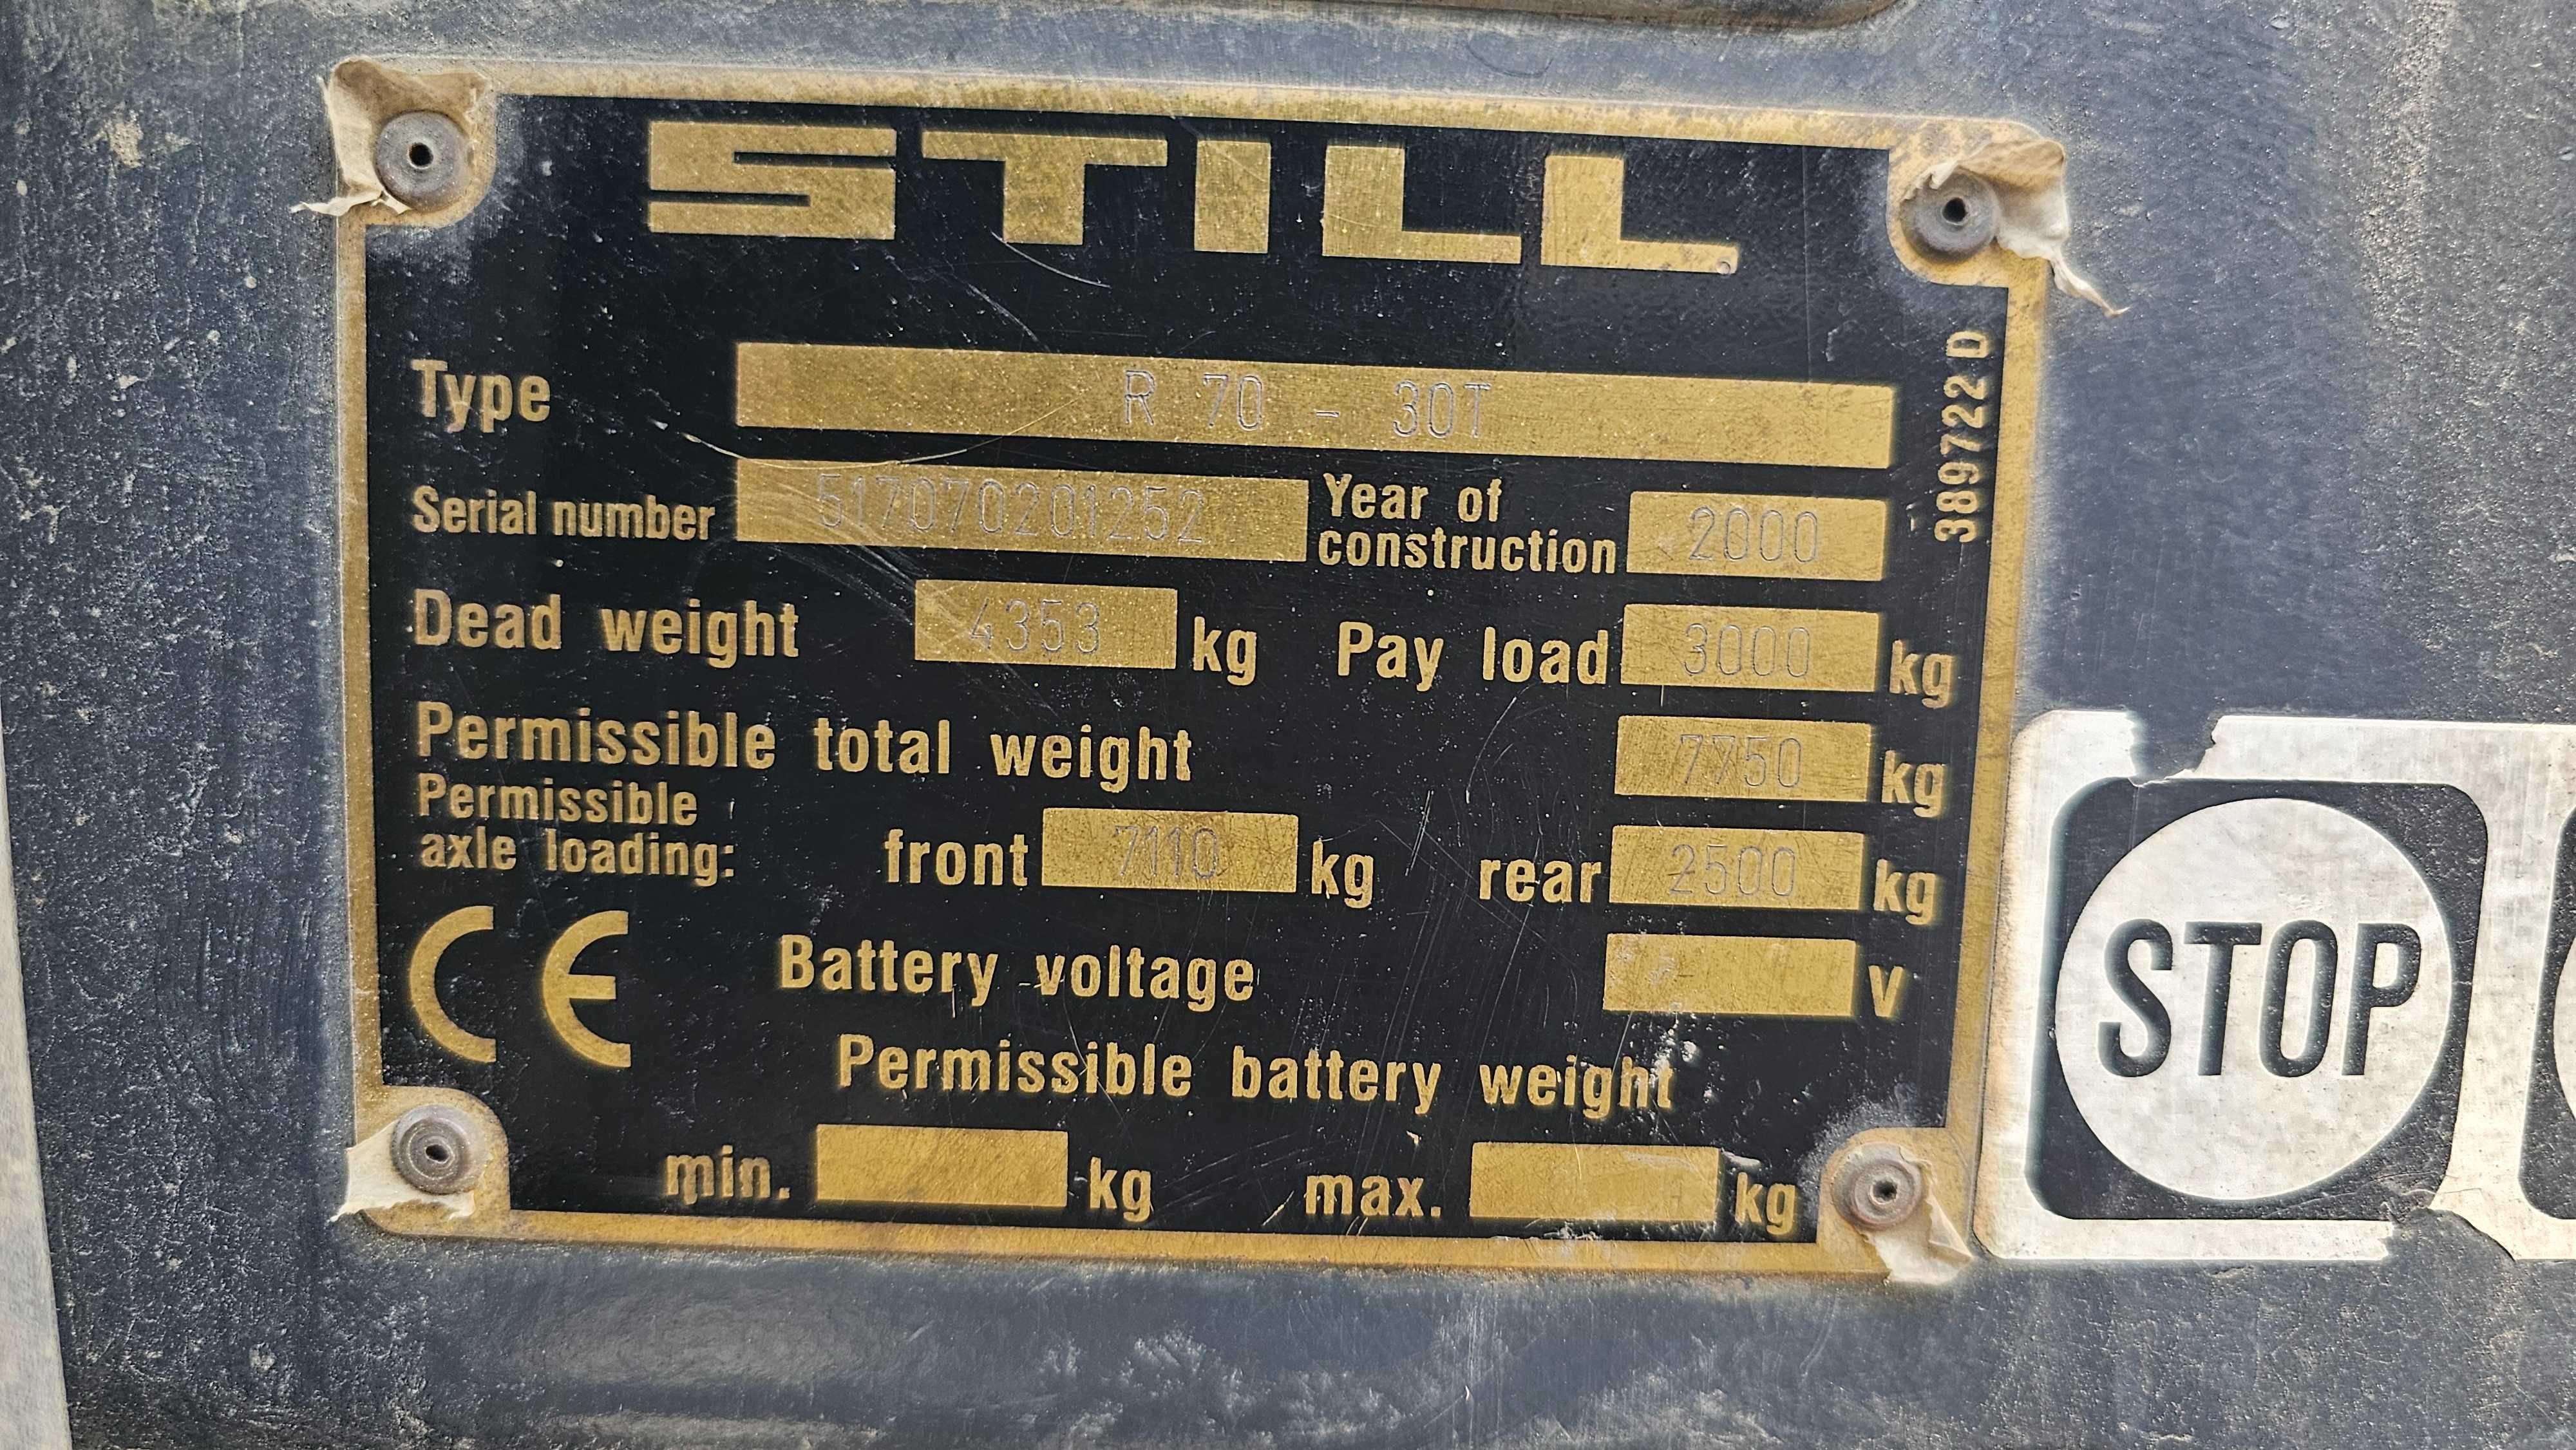 STILL
Type R 70 - 30T
Serial number 517070201252 Year of construction 2000
Dead weight 4353 kg Pay load 3000 kg
Permissible total weight 7750 kg
Permissible
axle loading: front 7110 kg rear 2500 kg
CE Battery voltage V
Permissible battery weight
min. kg max. kg
389722 D
STOP